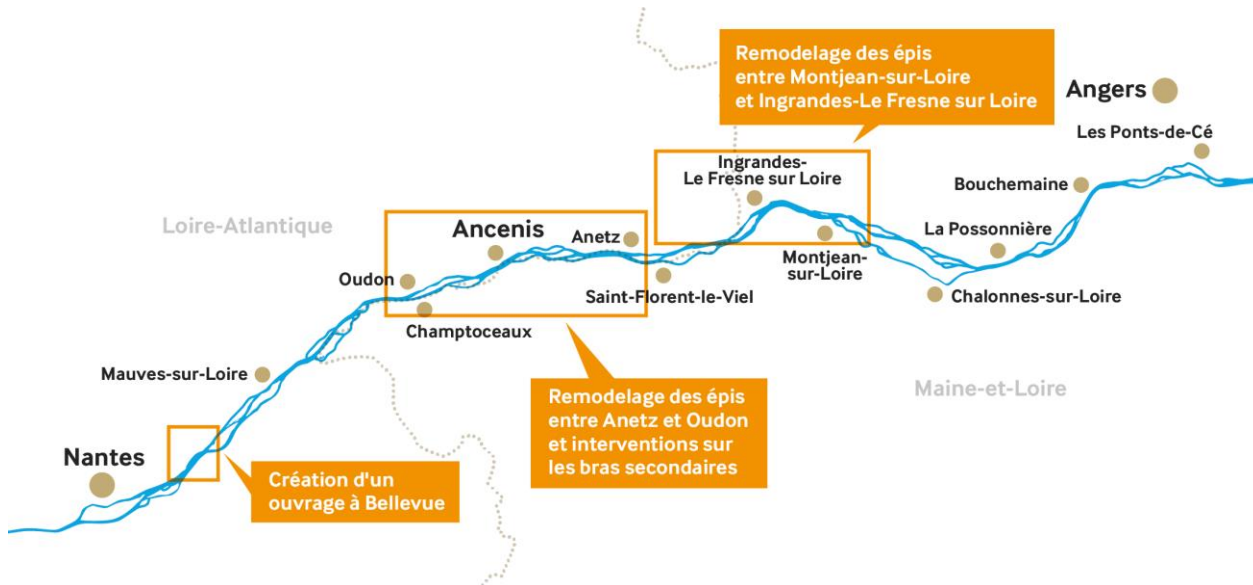 Remodelage des épis
entre Montjean-sur-Loire
et Ingrandes-Le Fresne sur Loire
Angers
Les Ponts-de-Cé
Ingrandes-
Le Fresne sur Loire
Bouchemaine
Loire-Atlantique
Ancenis
Anetz
La Possonnière
Montjean-
sur-Loire
Oudon
Saint-Florent-le-Viel
Chalonnes-sur-Loire
Champtoceaux
Mauves-sur-Loire
Maine-et-Loire
Remodelage des épis
entre Anetz et Oudon
et interventions sur
les bras secondaires
Nantes
Création d'un
ouvrage à Bellevue